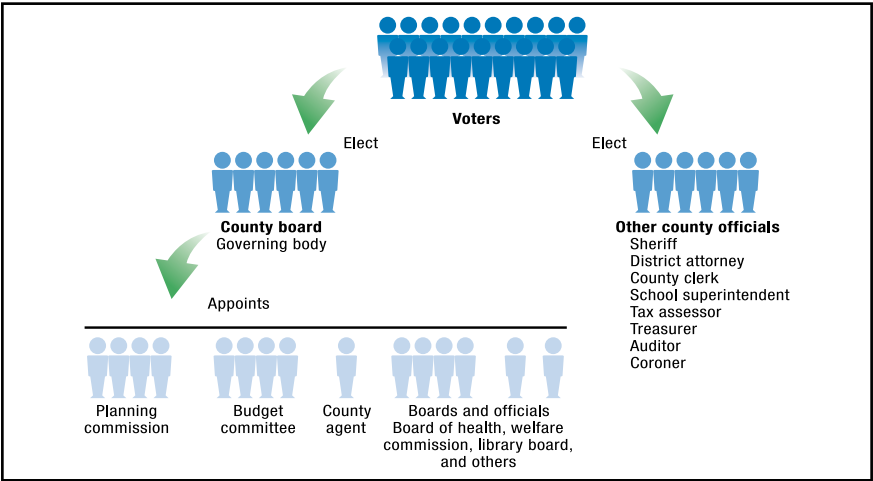 Voters
Elect
Elect
County board
Governing body
Other county officials
Sheriff
District attorney
County clerk
School superintendent
Tax assessor
Treasurer
Auditor
Coroner
Appoints
Planning
commission
Budget
committee
County
agent
Boards and officials
Board of health, welfare
commission, library board,
and others